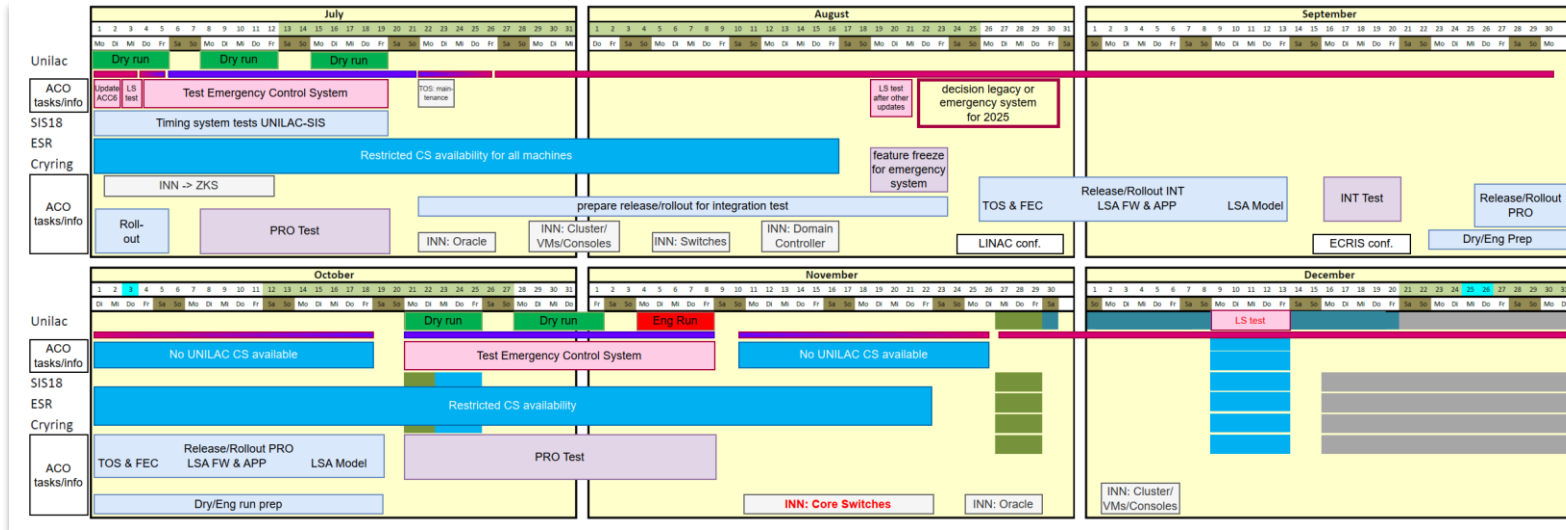 July August September
1 2 3 4 5 6 7 8 9 10 11 12 13 14 15 16 17 18 19 20 21 22 23 24 25 26 27 28 29 30 31 1 2 3 4 5 6 7 8 9 10 11 12 13 14 15 16 17 18 19 20 21 22 23 24 25 26 27 28 29 30 31 1 2 3 4 5 6 7 8 9 10 11 12 13 14 15 16 17 18 19 20 21 22 23 24 25 26 27 28 29 30
Mo Di Mi Do Fr Sa So Mo Di Mi Do Fr Sa So Mo Di Mi Do Fr Sa So Mo Di Mi Do Fr Sa So Mo Di Mi Do Fr Sa So Mo Di Mi Do Fr Sa So Mo Di Mi Do Fr Sa So Mo Di Mi Do Fr Sa So Mo Di Mi Do Fr Sa So Mo Di Mi Do Fr Sa So Mo Di Mi Do Fr Sa So Mo Di Mi Do Fr Sa So Mo Di Mi Do Fr Sa So Mo
Unilac Dry run Dry run Dry run
ACO
tasks/info
Update
ACC6
LS
test
Test Emergency Control System
TOS: main-
tenance
LS test
after other
updates
decision legacy or
emergency system
for 2025
SIS18 Timing system tests UNILAC-SIS
ESR
Cryring
Restricted CS availability for all machines
feature freeze
for emergency
system
ACO
tasks/info
INN -> ZKS
Roll-
out
PRO Test
prepare release/rollout for integration test
INN: Oracle
INN: Cluster/
VMs/Consoles
INN: Switches
INN: Domain
Controller
Release/Rollout INT
TOS & FEC LSA FW & APP LSA Model
LINAC conf.
INT Test
ECRIS conf.
Release/Rollout
PRO
Dry/Eng Prep
October November December
1 2 3 4 5 6 7 8 9 10 11 12 13 14 15 16 17 18 19 20 21 22 23 24 25 26 27 28 29 30 31 1 2 3 4 5 6 7 8 9 10 11 12 13 14 15 16 17 18 19 20 21 22 23 24 25 26 27 28 29 30 1 2 3 4 5 6 7 8 9 10 11 12 13 14 15 16 17 18 19 20 21 22 23 24 25 26 27 28 29 30
Di Mi Do Fr Sa So Mo Di Mi Do Fr Sa So Mo Di Mi Do Fr Sa So Mo Di Mi Do Fr Sa So Mo Di Mi Do Fr Sa So Mo Di Mi Do Fr Sa So Mo Di Mi Do Fr Sa So Mo Di Mi Do Fr Sa So Mo Di Mi Do Fr Sa So Mo Di Mi Do Fr Sa So Mo Di Mi Do Fr Sa So Mo Di Mi Do Fr Sa So Mo Di Mi Do Fr Sa So Mo
Unilac Dry run Dry run Eng Run LS test
ACO
tasks/info
No UNILAC CS available
Test Emergency Control System
No UNILAC CS available
SIS18
ESR
Cryring
Restricted CS availability
ACO
tasks/info
Release/Rollout PRO
TOS & FEC LSA FW & APP LSA Model
PRO Test
Dry/Eng run prep
INN: Core Switches
INN: Oracle
INN: Cluster/
VMs/Consoles